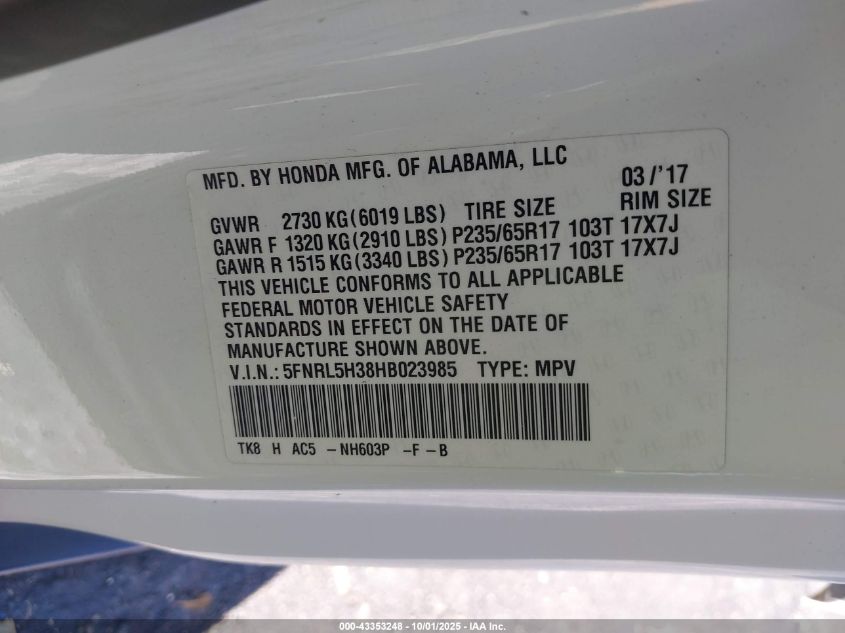 MFD. BY HONDA MFG. OF ALABAMA, LLC 03/'17
GVWR 2730 KG(6019 LBS) TIRE SIZE RIM SIZE
GAWR F 1320 KG(2910 LBS) P235/65R17 103T 17X7J
GAWR R 1515 KG(3340 LBS) P235/65R17 103T 17X7J
THIS VEHICLE CONFORMS TO ALL APPLICABLE
FEDERAL MOTOR VEHICLE SAFETY
STANDARDS IN EFFECT ON THE DATE OF
MANUFACTURE SHOWN ABOVE.
V.I.N.: 5FNRL5H38HB023985 TYPE: MPV
TK8 H AC5 -NH603P -F -B
000-43353248 - 10/01/2025 - IAA Inc.